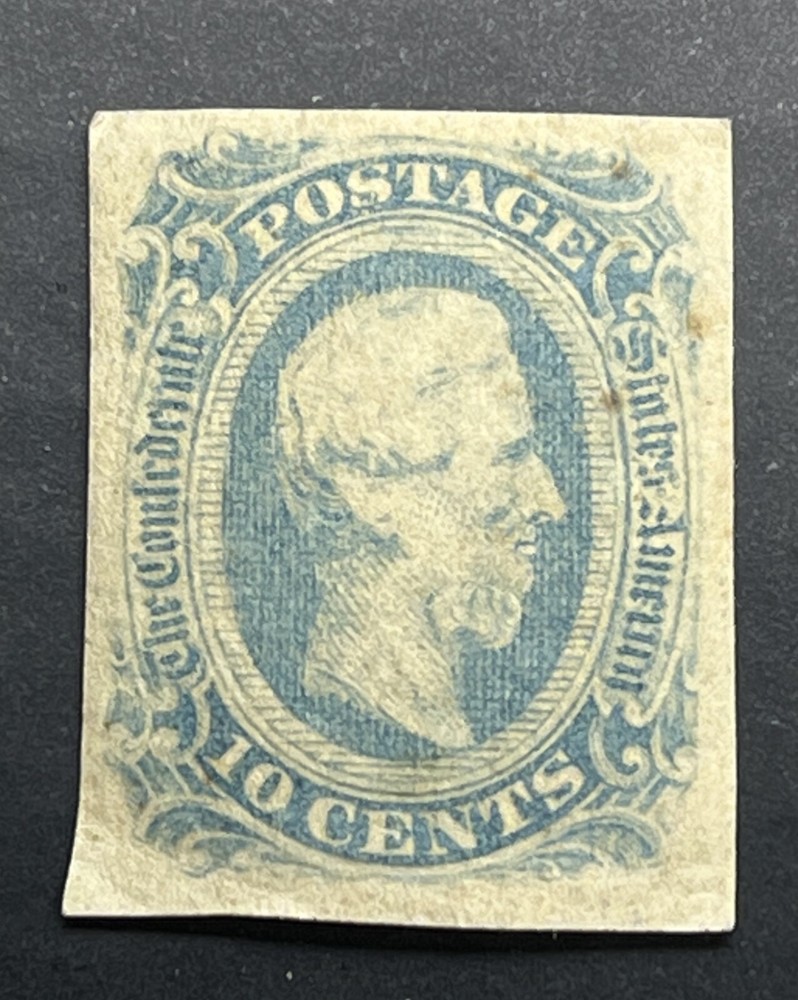 POSTAGE
The Confederate
States America
10 CENTS